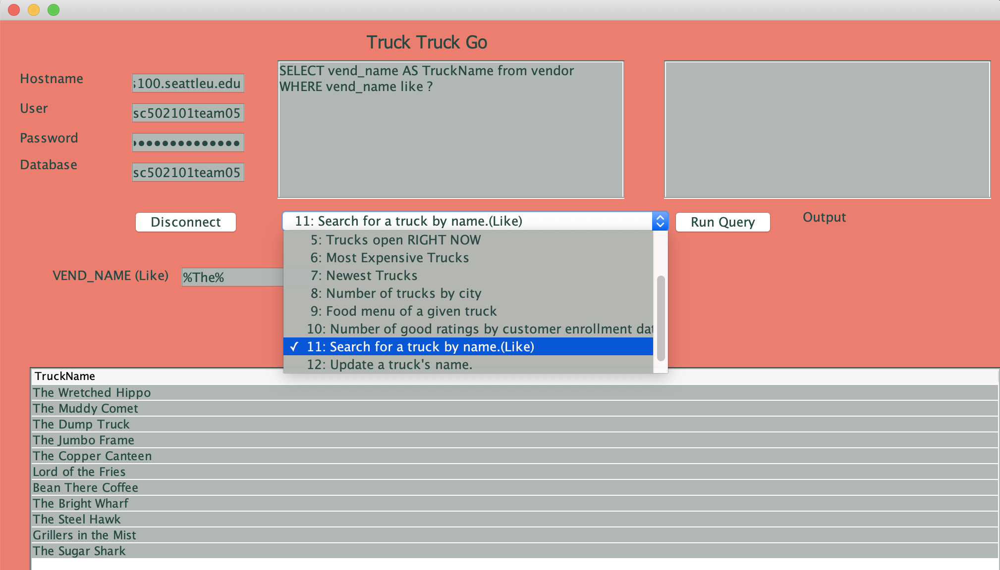 Truck Truck Go
Hostname
s100.seattleu.edu
User
sc502101team05
Password
Database
sc502101team05
SELECT vend_name AS TruckName from vendor
WHERE vend_name like ?
Disconnect
11: Search for a truck by name.(Like)
Run Query
Output
5: Trucks open RIGHT NOW
6: Most Expensive Trucks
7: Newest Trucks
8: Number of trucks by city
9: Food menu of a given truck
10: Number of good ratings by customer enrollment dat
✓ 11: Search for a truck by name.(Like)
12: Update a truck's name.
VEND_NAME (Like)
%The%
TruckName
The Wretched Hippo
The Muddy Comet
The Dump Truck
The Jumbo Frame
The Copper Canteen
Lord of the Fries
Bean There Coffee
The Bright Wharf
The Steel Hawk
Grillers in the Mist
The Sugar Shark